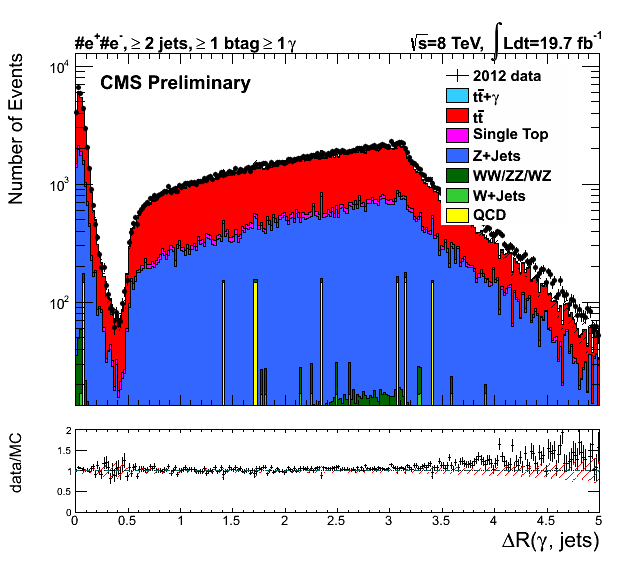 #e⁺#e⁻, ≥ 2 jets, ≥ 1 btag ≥ 1γ
√s=8 TeV, ∫Ldt=19.7 fb⁻¹
CMS Preliminary
Number of Events
10⁴
10³
10²
2012 data
tt̄+γ
tt̄
Single Top
Z+Jets
WW/ZZ/WZ
W+Jets
QCD
data/MC
2
1.5
1
0.5
0
0 0.5 1 1.5 2 2.5 3 3.5 4 4.5 5
ΔR(γ, jets)